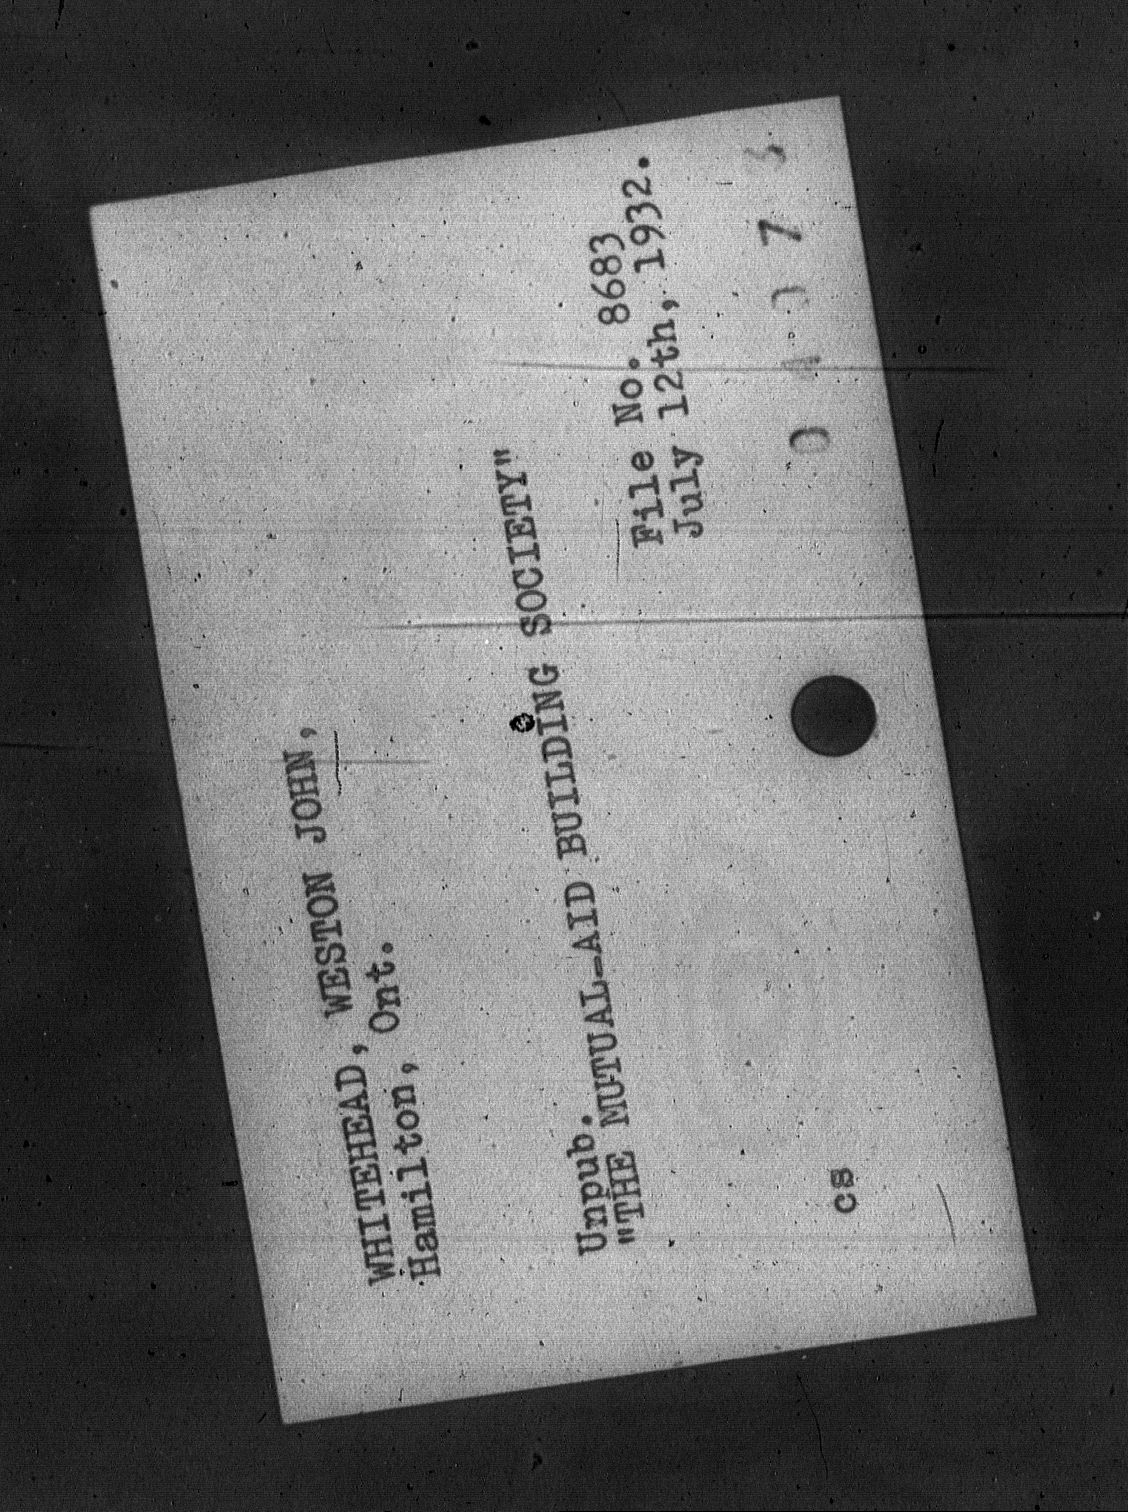 WHITEHEAD, WESTON JOHN,
Hamilton, Ont.
Unpub.
"THE MUTUAL-AID BUILDING SOCIETY"
File No. 8683
July 12th, 1932.
cs